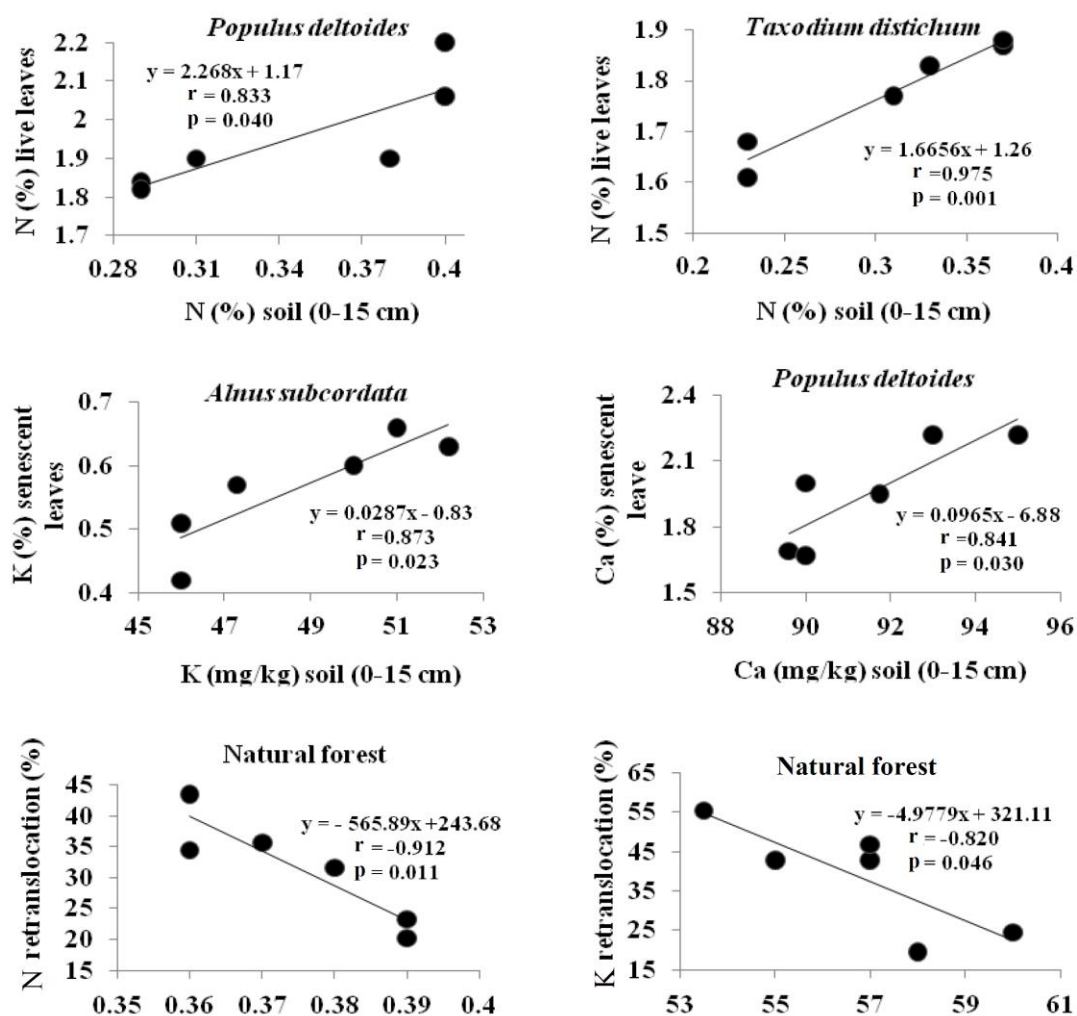 Populus deltoides
N (%) live leaves
2.2
2.1
2
1.9
1.8
1.7
y = 2.268x + 1.17
r = 0.833
p = 0.040
0.28 0.31 0.34 0.37 0.4
N (%) soil (0-15 cm)
Taxodium distichum
N (%) live leaves
1.9
1.8
1.7
1.6
1.5
y = 1.6656x + 1.26
r =0.975
p = 0.001
0.2 0.25 0.3 0.35 0.4
N (%) soil (0-15 cm)
Alnus subcordata
K (%) senescent
leaves
0.7
0.6
0.5
0.4
y = 0.0287x - 0.83
r =0.873
p = 0.023
45 47 49 51 53
K (mg/kg) soil (0-15 cm)
Populus deltoides
Ca (%) senescent
leave
2.4
2.1
1.8
1.5
y = 0.0965x - 6.88
r =0.841
p = 0.030
88 90 92 94 96
Ca (mg/kg) soil (0-15 cm)
Natural forest
N retranslocation (%)
45
40
35
30
25
20
15
y = - 565.89x +243.68
r = -0.912
p = 0.011
0.35 0.36 0.37 0.38 0.39 0.4
Natural forest
K retranslocation (%)
65
55
45
35
25
15
y = -4.9779x + 321.11
r = -0.820
p = 0.046
53 55 57 59 61